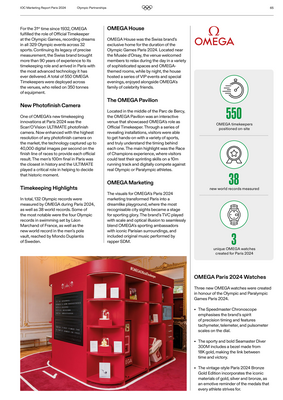 IOC Marketing Report Paris 2024
Olympic Partnerships
For the 31st time since 1932, OMEGA
fulfilled the role of Official Timekeeper
at the Olympic Games, recording dreams
in all 329 Olympic events across 32
sports. Continuing its legacy of precise
measurement, the Swiss brand brought
more than 90 years of experience to its
timekeeping role and arrived in Paris with
the most advanced technology it has
ever delivered. A total of 550 OMEGA
Timekeepers were deployed across
the venues, who relied on 350 tonnes
of equipment.
New Photofinish Camera
One of OMEGA's new timekeeping
innovations at Paris 2024 was the
Scan'O'Vision ULTIMATE photofinish
camera. Now enhanced with the highest
resolution of any photofinish camera on
the market, the technology captured up to
40,000 digital images per second on the
finish line of races to provide each official
result. The men's 100m final in Paris was
the closest in history and the ULTIMATE
played a critical role in helping to decide
that historic moment.
Timekeeping Highlights
In total, 132 Olympic records were
measured by OMEGA during Paris 2024,
as well as 38 world records. Some of
the most notable were the four Olympic
records in swimming set by Léon
Marchand of France, as well as the
new world record in the men's pole
vault, reached by Mondo Duplantis
of Sweden.
OMEGA House
OMEGA House was the Swiss brand's
exclusive home for the duration of the
Olympic Games Paris 2024. Located near
the Musée d'Orsay, the venue welcomed
members to relax during the day in a variety
of sophisticated spaces and OMEGA-
themed rooms, while by night, the house
hosted a series of VIP events and special
evenings, enjoyed alongside OMEGA's
family of celebrity friends.
The OMEGA Pavilion
Located in the middle of the Parc de Bercy,
the OMEGA Pavilion was an interactive
venue that showcased OMEGA's role as
Official Timekeeper. Through a series of
revealing installations, visitors were able
to get hands-on with a variety of sports,
and truly understand the timing behind
each one. The main highlight was the Race
of Champions experience, where visitors
could test their sprinting skills on a 10m
running track and digitally compete against
real Olympic or Paralympic athletes.
OMEGA Marketing
The visuals for OMEGA's Paris 2024
marketing transformed Paris into a
dreamlike playground, where the most
recognisable city sights became a stage
for sporting glory. The brand's TVC played
with scale and optical illusion to seamlessly
blend OMEGA's sporting ambassadors
with iconic Parisian surroundings, and
included original music performed by
rapper SDM.
OMEGA
550
OMEGA timekeepers
positioned on-site
38
new world records measured
3
unique OMEGA watches
created for Paris 2024
OMEGA Paris 2024 Watches
Three new OMEGA watches were created
in honour of the Olympic and Paralympic
Games Paris 2024.
• The Speedmaster Chronoscope
emphasises the brand's spirit
of precision timing and features
tachymeter, telemeter, and pulsometer
scales on the dial.
• The sporty and bold Seamaster Diver
300M includes a bezel made from
18K gold, making the link between
time and victory.
• The vintage-style Paris 2024 Bronze
Gold Edition incorporates the iconic
materials of gold, silver and bronze, as
an emotive reminder of the medals that
every athlete strives for.